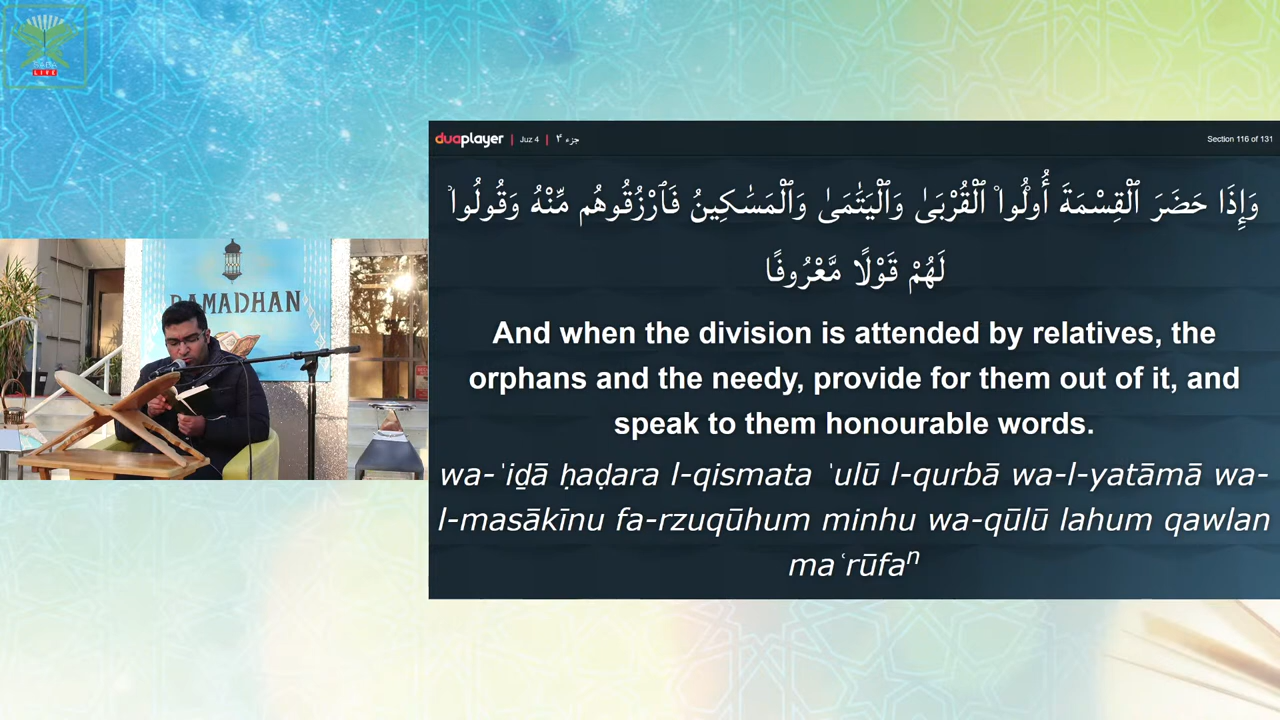 LIVE
duaplayer | Juz 4 | جزء ۴
Section 116 of 131
وَإِذَا حَضَرَ ٱلْقِسْمَةَ أُو۟لُوا۟ ٱلْقُرْبَىٰ وَٱلْيَتَـٰمَىٰ وَٱلْمَسَـٰكِينُ فَٱرْزُقُوهُم مِّنْهُ وَقُولُوا۟
لَهُمْ قَوْلًا مَّعْرُوفًا
And when the division is attended by relatives, the
orphans and the needy, provide for them out of it, and
speak to them honourable words.
wa-ʾiḏā ḥaḍara l-qismata ʾulū l-qurbā wa-l-yatāmā wa-
l-masākīnu fa-rzuqūhum minhu wa-qūlū lahum qawlan
maʿrūfaⁿ
RAMADHAN